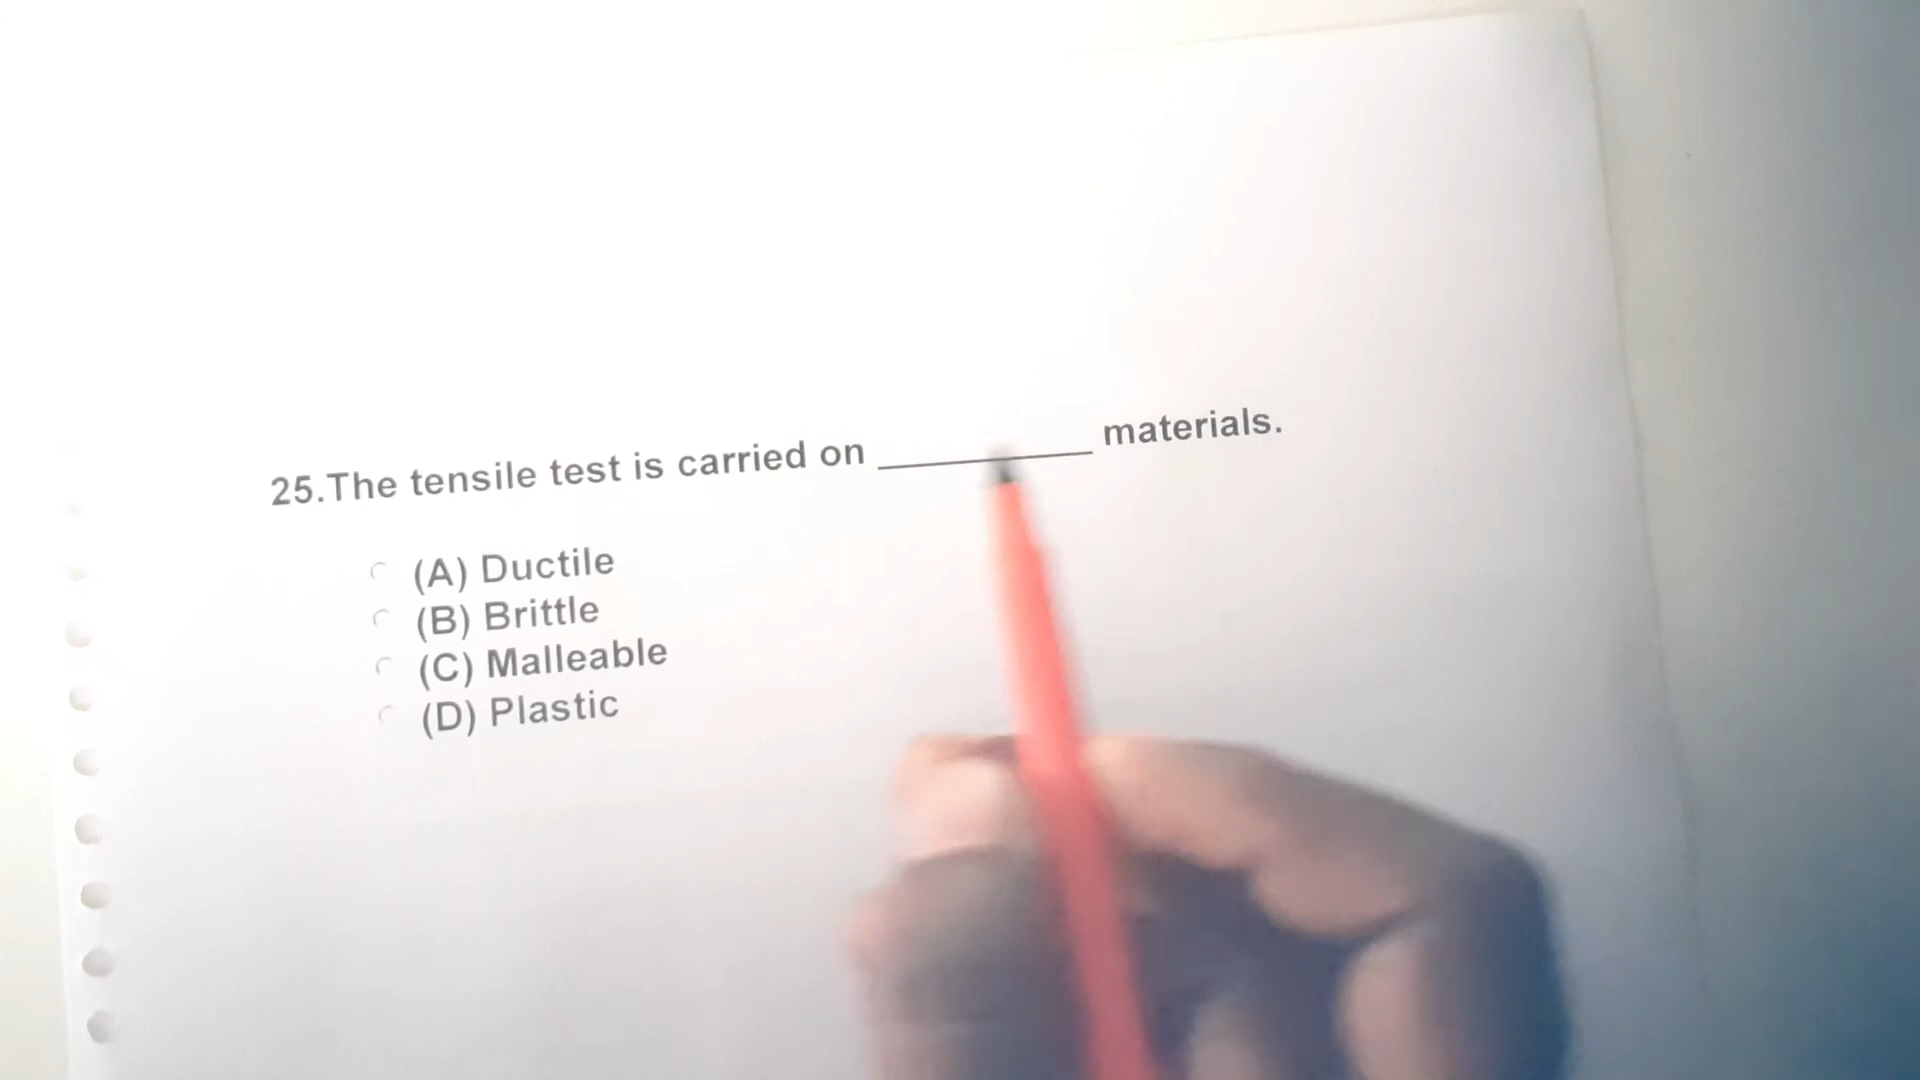 25.The tensile test is carried on __________ materials.
(A) Ductile
(B) Brittle
(C) Malleable
(D) Plastic